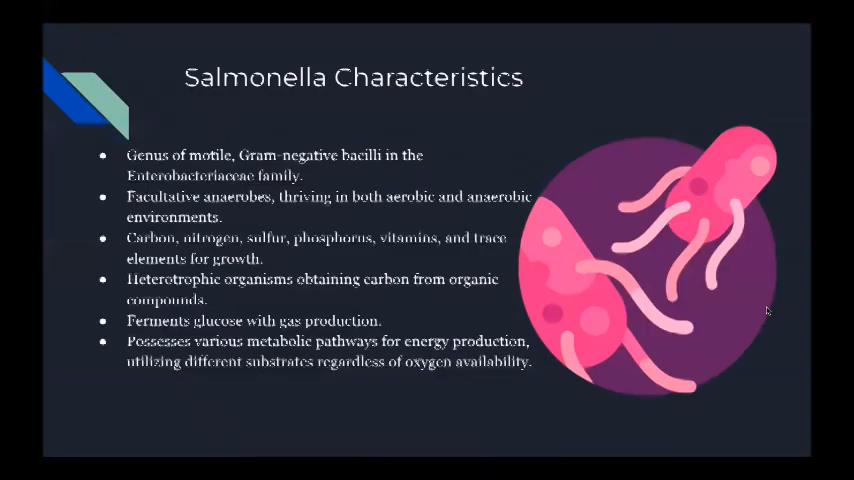 Salmonella Characteristics
● Genus of motile, Gram-negative bacilli in the
Enterobacteriaceae family.
● Facultative anaerobes, thriving in both aerobic and anaerobic
environments.
● Carbon, nitrogen, sulfur, phosphorus, vitamins, and trace
elements for growth.
● Heterotrophic organisms obtaining carbon from organic
compounds.
● Ferments glucose with gas production.
● Possesses various metabolic pathways for energy production,
utilizing different substrates regardless of oxygen availability.